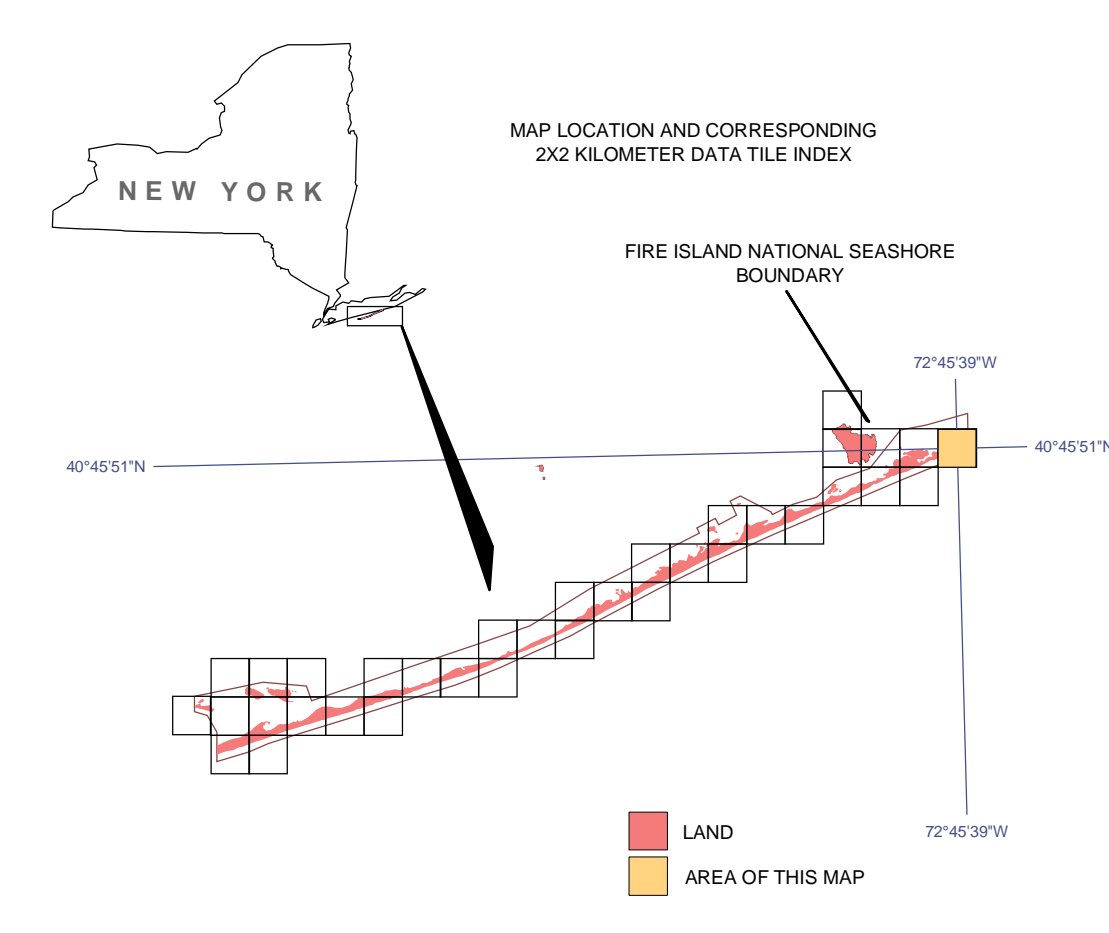 MAP LOCATION AND CORRESPONDING
2X2 KILOMETER DATA TILE INDEX
NEW YORK
FIRE ISLAND NATIONAL SEASHORE
BOUNDARY
72°45'39"W
40°45'51"N
40°45'51"N
72°45'39"W
LAND
AREA OF THIS MAP